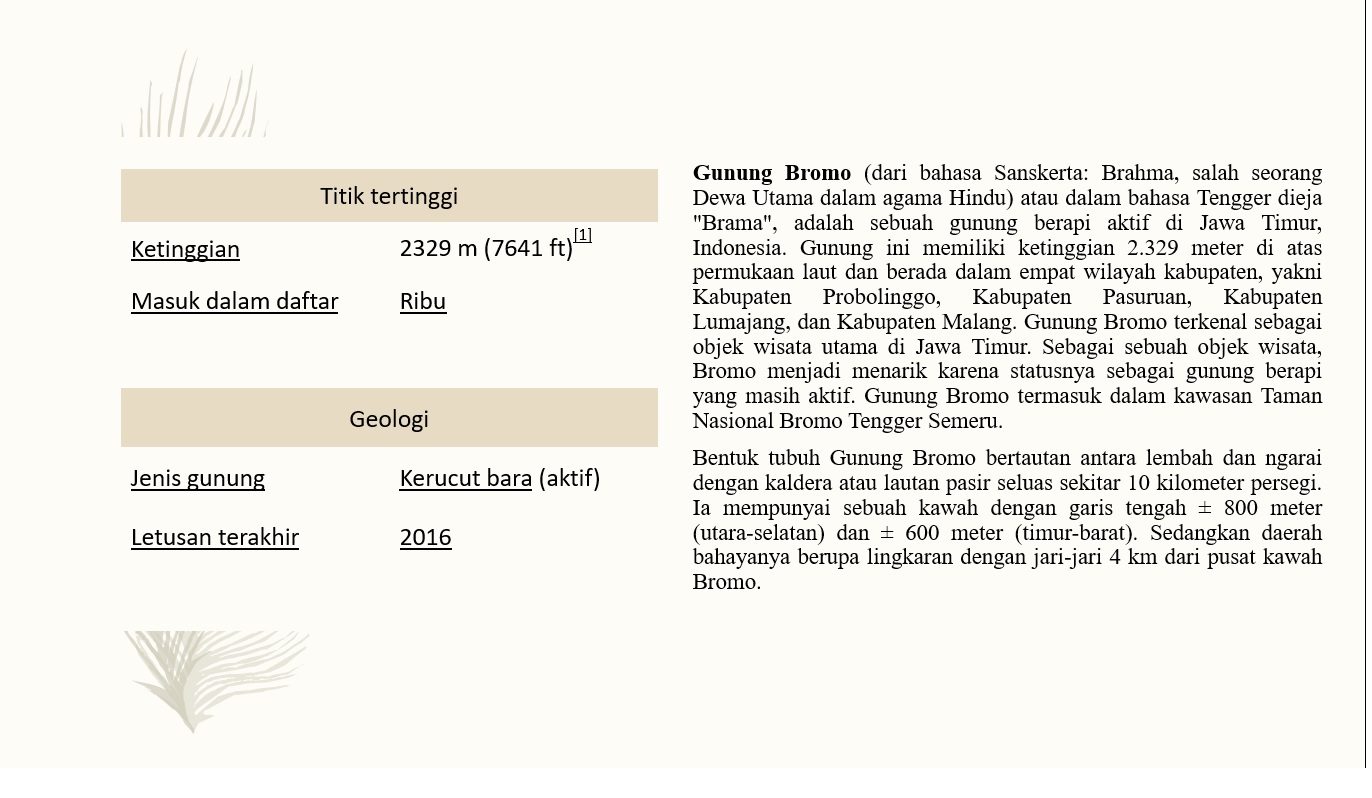 Titik tertinggi
Ketinggian 2329 m (7641 ft)[1]
Masuk dalam daftar Ribu
Geologi
Jenis gunung Kerucut bara (aktif)
Letusan terakhir 2016
Gunung Bromo (dari bahasa Sanskerta: Brahma, salah seorang
Dewa Utama dalam agama Hindu) atau dalam bahasa Tengger dieja
"Brama", adalah sebuah gunung berapi aktif di Jawa Timur,
Indonesia. Gunung ini memiliki ketinggian 2.329 meter di atas
permukaan laut dan berada dalam empat wilayah kabupaten, yakni
Kabupaten Probolinggo, Kabupaten Pasuruan, Kabupaten
Lumajang, dan Kabupaten Malang. Gunung Bromo terkenal sebagai
objek wisata utama di Jawa Timur. Sebagai sebuah objek wisata,
Bromo menjadi menarik karena statusnya sebagai gunung berapi
yang masih aktif. Gunung Bromo termasuk dalam kawasan Taman
Nasional Bromo Tengger Semeru.
Bentuk tubuh Gunung Bromo bertautan antara lembah dan ngarai
dengan kaldera atau lautan pasir seluas sekitar 10 kilometer persegi.
Ia mempunyai sebuah kawah dengan garis tengah ± 800 meter
(utara-selatan) dan ± 600 meter (timur-barat). Sedangkan daerah
bahayanya berupa lingkaran dengan jari-jari 4 km dari pusat kawah
Bromo.